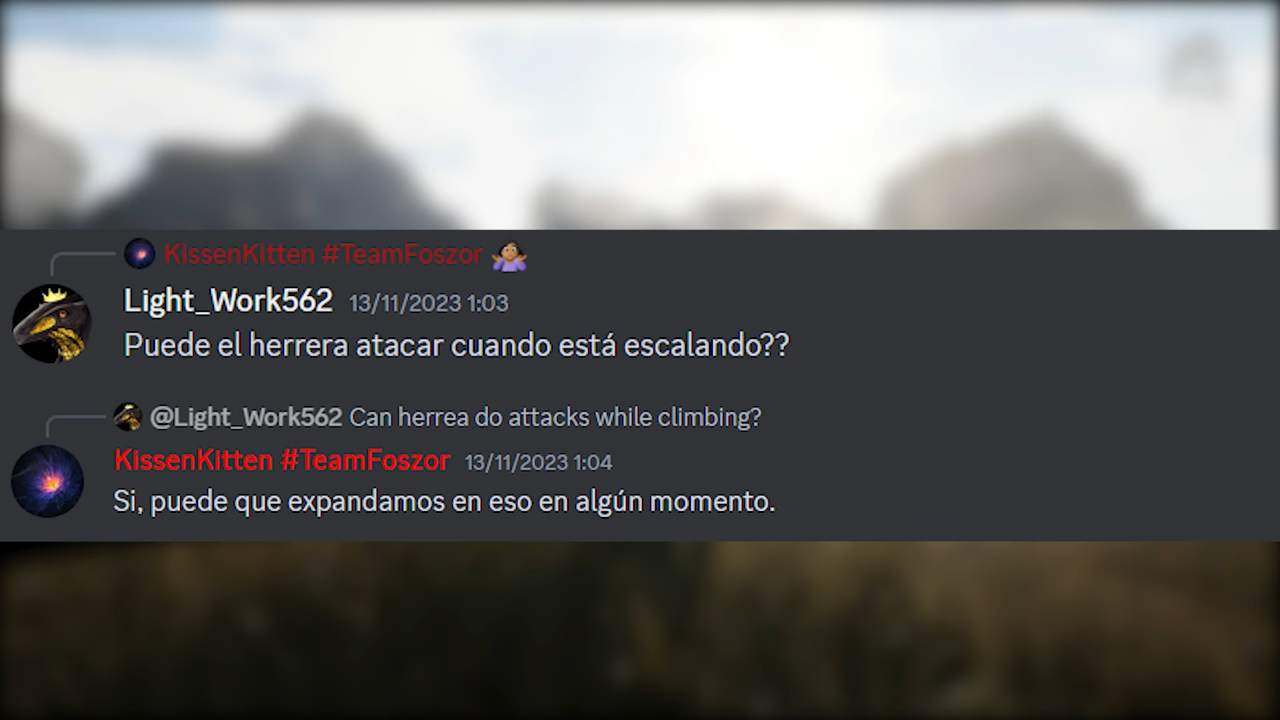 KissenKitten #TeamFoszor 🤷🏽‍♀️
Light_Work562 13/11/2023 1:03
Puede el herrera atacar cuando está escalando??
@Light_Work562 Can herrea do attacks while climbing?
KissenKitten #TeamFoszor 13/11/2023 1:04
Si, puede que expandamos en eso en algún momento.